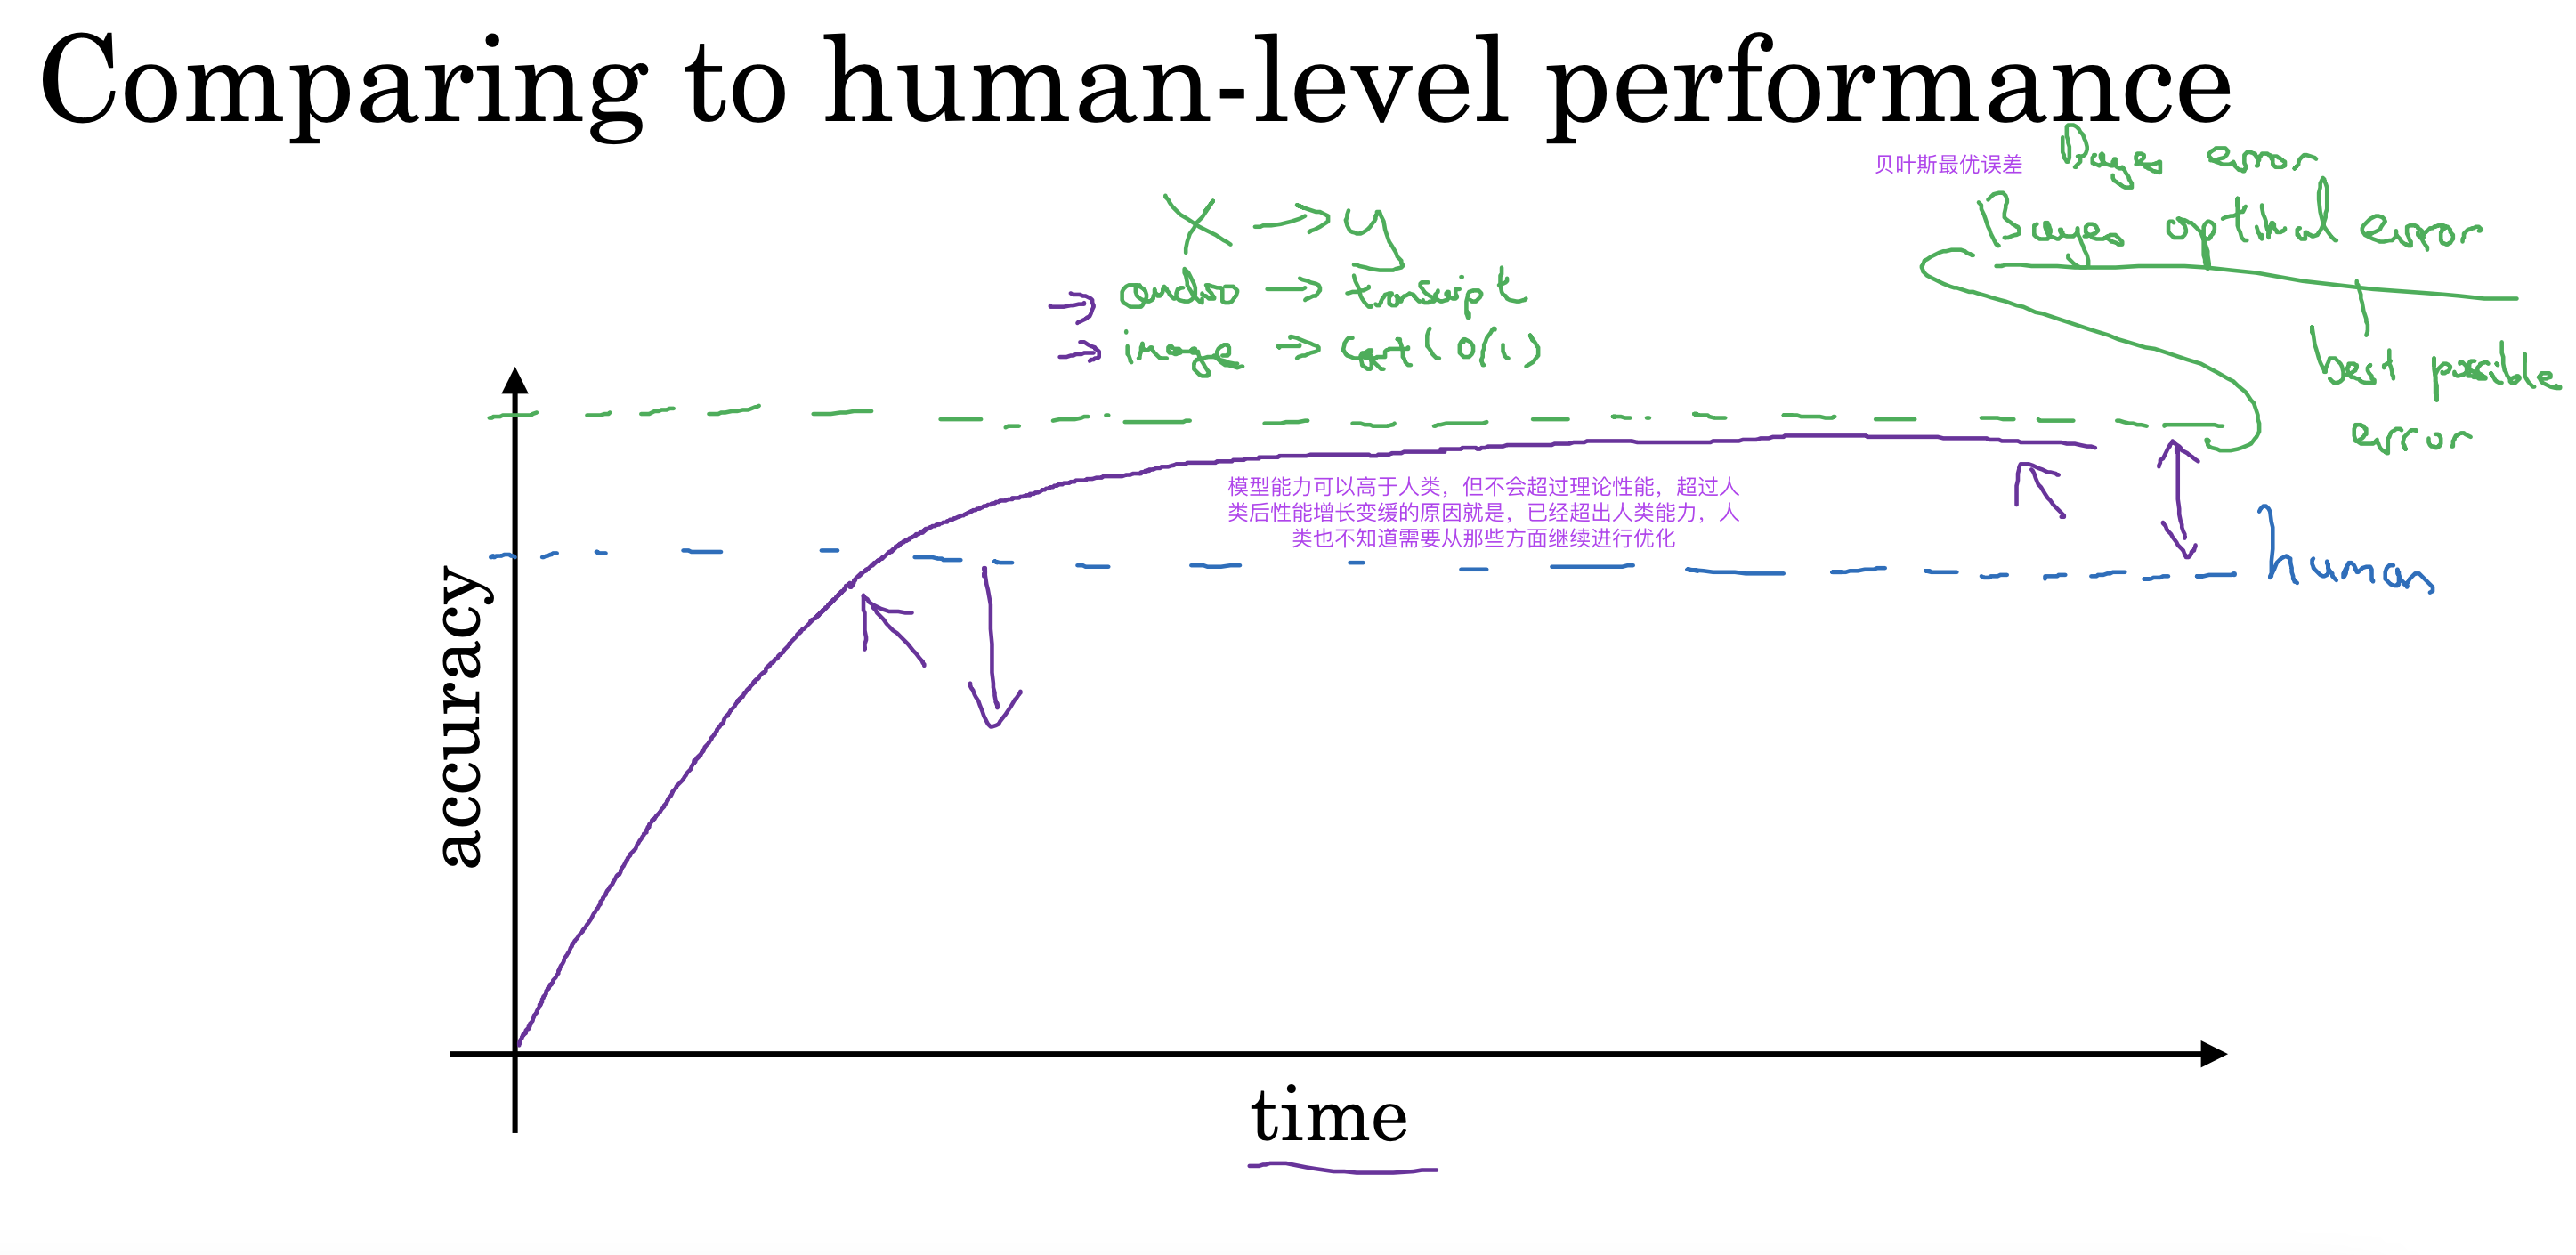 Comparing to human-level performance
贝叶斯最优误差
Bayes error
Bayes optimal error
best possible
error
X → y
→ audio → transcript
→ image → cat (0/1)
模型能力可以高于人类，但不会超过理论性能，超过人
类后性能增长变缓的原因就是，已经超出人类能力，人
类也不知道需要从那些方面继续进行优化
human
accuracy
time